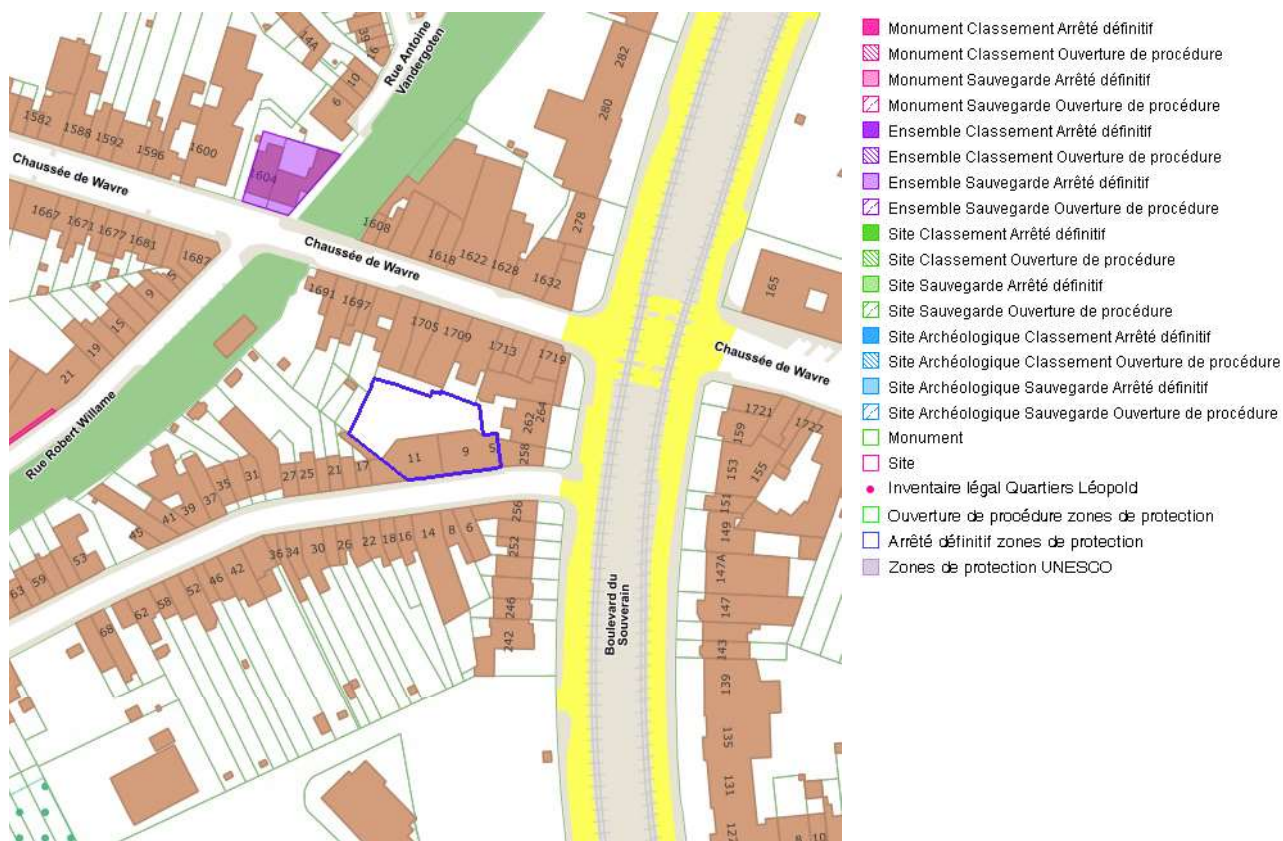 282
39
16
14A
10
6
Rue Antoine
Vandergoten
280
1582
1588
1592
1596
1600
1604
Chaussée de Wavre
278
1608
1618
1622
1628
1632
165
1667
1671
1677
1681
1687
5
9
15
19
21
Chaussée de Wavre
1691
1697
1705
1709
1713
1719
Chaussée de Wavre
1721
1727
159
153
155
151
149
Rue Robert Willame
264
262
258
5
9
11
17
21
25
27
31
35
37
39
41
45
53
59
63
256
252
246
242
6
8
14
16
18
22
26
30
34
36
42
46
52
58
62
68
147A
147
143
139
135
131
127
8
10
Boulevard du
Souverain
Monument Classement Arrêté définitif
Monument Classement Ouverture de procédure
Monument Sauvegarde Arrêté définitif
Monument Sauvegarde Ouverture de procédure
Ensemble Classement Arrêté définitif
Ensemble Classement Ouverture de procédure
Ensemble Sauvegarde Arrêté définitif
Ensemble Sauvegarde Ouverture de procédure
Site Classement Arrêté définitif
Site Classement Ouverture de procédure
Site Sauvegarde Arrêté définitif
Site Sauvegarde Ouverture de procédure
Site Archéologique Classement Arrêté définitif
Site Archéologique Classement Ouverture de procédure
Site Archéologique Sauvegarde Arrêté définitif
Site Archéologique Sauvegarde Ouverture de procédure
Monument
Site
Inventaire légal Quartiers Léopold
Ouverture de procédure zones de protection
Arrêté définitif zones de protection
Zones de protection UNESCO